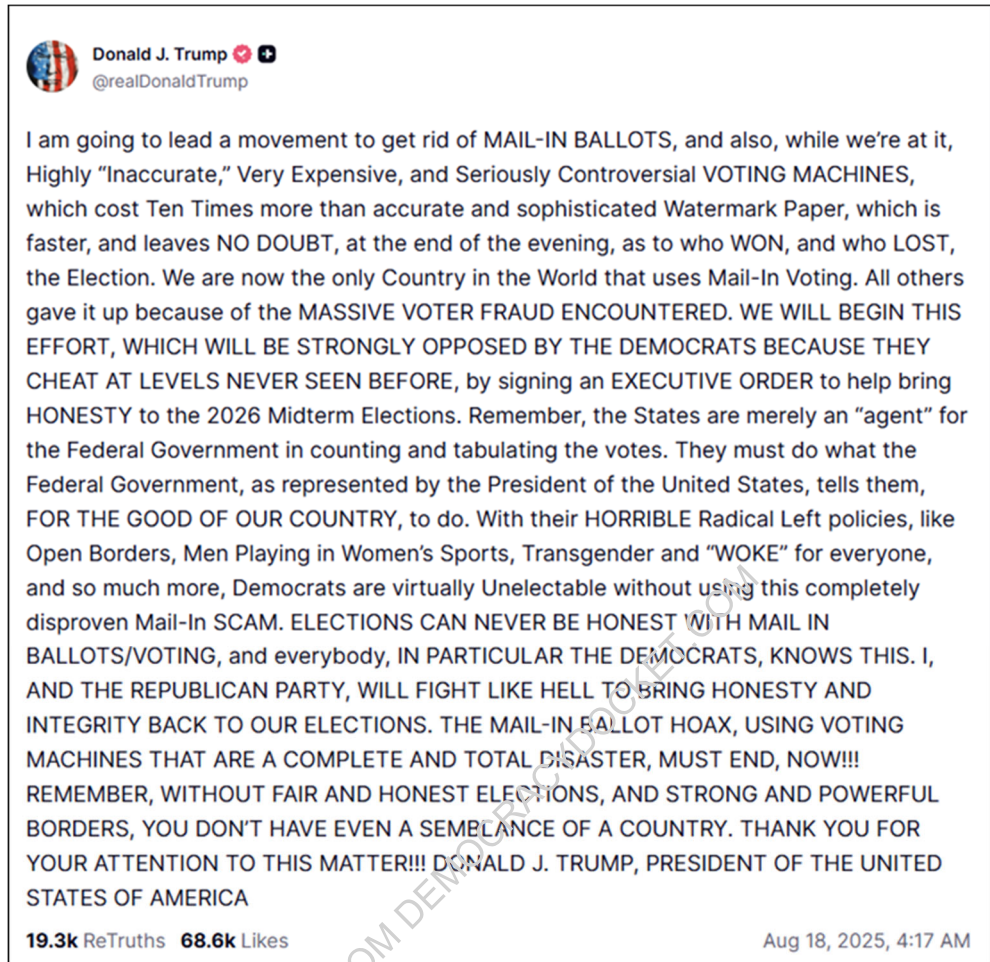 Donald J. Trump
@realDonaldTrump
I am going to lead a movement to get rid of MAIL-IN BALLOTS, and also, while we’re at it,
Highly “Inaccurate,” Very Expensive, and Seriously Controversial VOTING MACHINES,
which cost Ten Times more than accurate and sophisticated Watermark Paper, which is
faster, and leaves NO DOUBT, at the end of the evening, as to who WON, and who LOST,
the Election. We are now the only Country in the World that uses Mail-In Voting. All others
gave it up because of the MASSIVE VOTER FRAUD ENCOUNTERED. WE WILL BEGIN THIS
EFFORT, WHICH WILL BE STRONGLY OPPOSED BY THE DEMOCRATS BECAUSE THEY
CHEAT AT LEVELS NEVER SEEN BEFORE, by signing an EXECUTIVE ORDER to help bring
HONESTY to the 2026 Midterm Elections. Remember, the States are merely an “agent” for
the Federal Government in counting and tabulating the votes. They must do what the
Federal Government, as represented by the President of the United States, tells them,
FOR THE GOOD OF OUR COUNTRY, to do. With their HORRIBLE Radical Left policies, like
Open Borders, Men Playing in Women’s Sports, Transgender and “WOKE” for everyone,
and so much more, Democrats are virtually Unelectable without using this completely
disproven Mail-In SCAM. ELECTIONS CAN NEVER BE HONEST WITH MAIL IN
BALLOTS/VOTING, and everybody, IN PARTICULAR THE DEMOCRATS, KNOWS THIS. I,
AND THE REPUBLICAN PARTY, WILL FIGHT LIKE HELL TO BRING HONESTY AND
INTEGRITY BACK TO OUR ELECTIONS. THE MAIL-IN BALLOT HOAX, USING VOTING
MACHINES THAT ARE A COMPLETE AND TOTAL DISASTER, MUST END, NOW!!!
REMEMBER, WITHOUT FAIR AND HONEST ELECTIONS, AND STRONG AND POWERFUL
BORDERS, YOU DON’T HAVE EVEN A SEMBLANCE OF A COUNTRY. THANK YOU FOR
YOUR ATTENTION TO THIS MATTER!!! DONALD J. TRUMP, PRESIDENT OF THE UNITED
STATES OF AMERICA
19.3k ReTruths 68.6k Likes Aug 18, 2025, 4:17 AM
DEMOCRACYDOCKET.COM